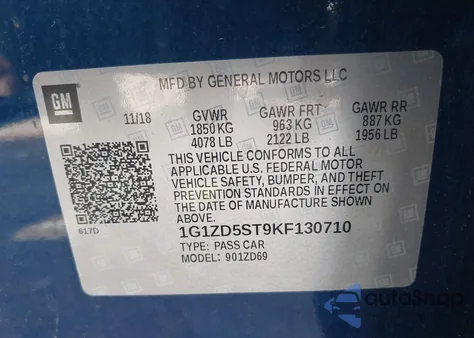 MFD BY GENERAL MOTORS LLC
GM
11/18 GVWR GAWR FRT GAWR RR
1850 KG 963 KG 887 KG
4078 LB 2122 LB 1956 LB
THIS VEHICLE CONFORMS TO ALL
APPLICABLE U.S. FEDERAL MOTOR
VEHICLE SAFETY, BUMPER, AND THEFT
PREVENTION STANDARDS IN EFFECT ON
THE DATE OF MANUFACTURE SHOWN ABOVE.
617D
1G1ZD5ST9KF130710
TYPE: PASS CAR
MODEL: 901ZD69
autoSnap